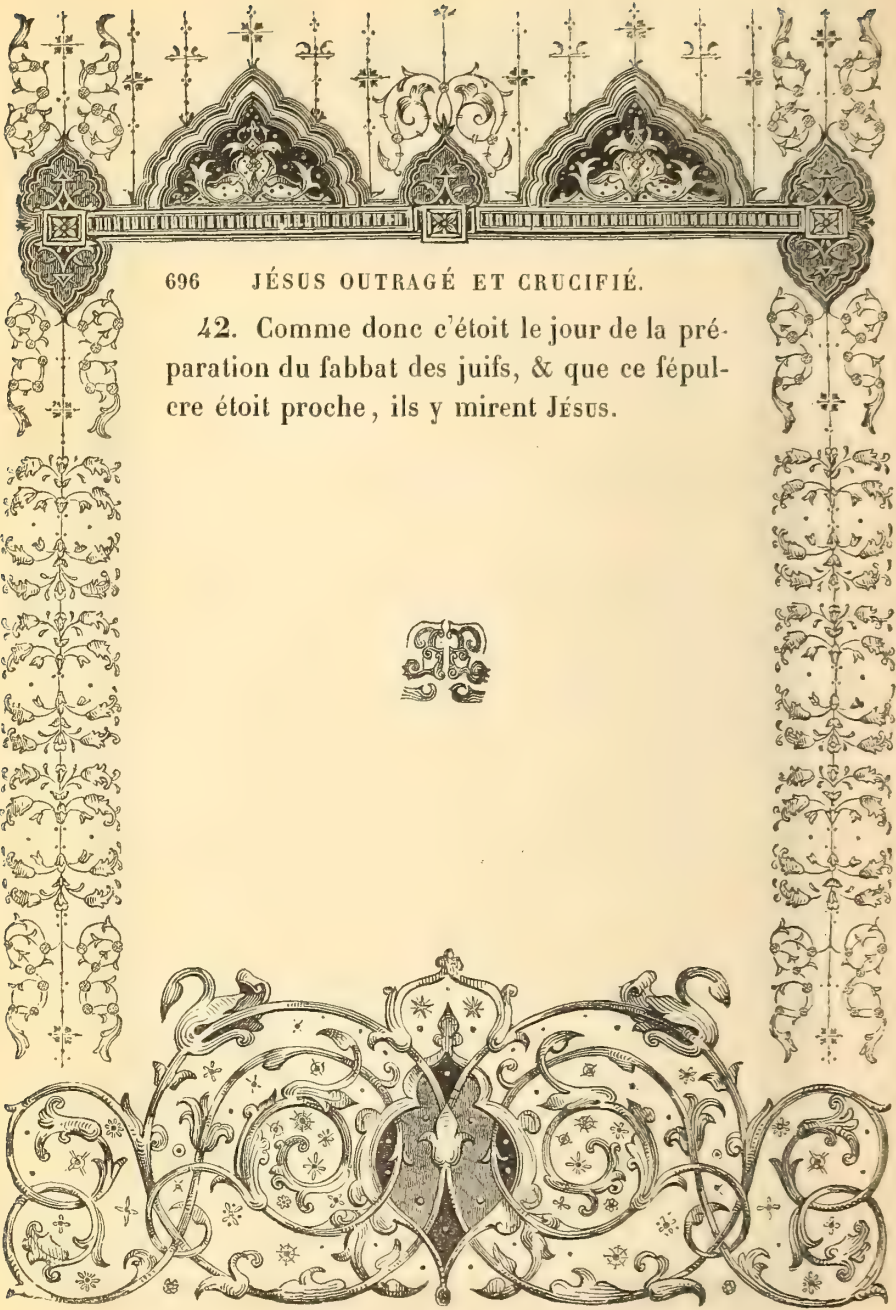 696 JÉSUS OUTRAGÉ ET CRUCIFIÉ.
42. Comme donc c'étoit le jour de la pré-
paration du ſabbat des juifs, & que ce ſépul-
cre étoit proche, ils y mirent JÉSUS.